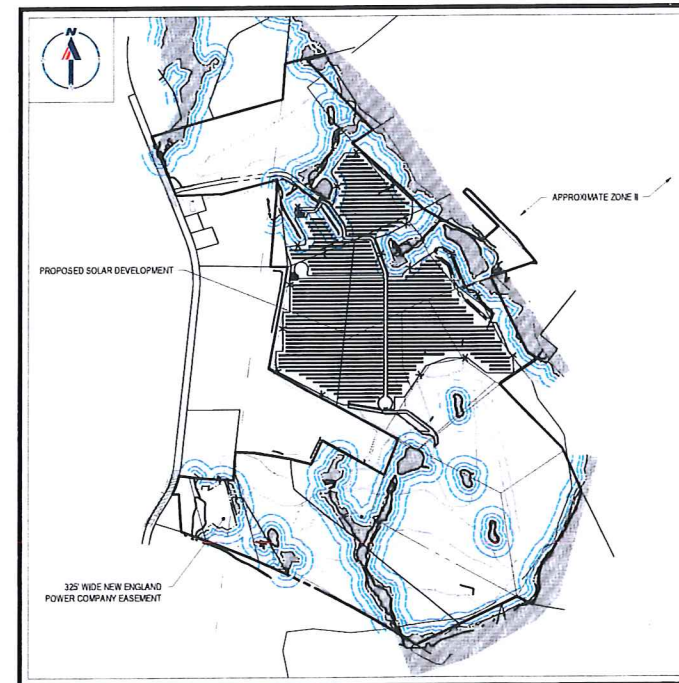 N
APPROXIMATE ZONE II
PROPOSED SOLAR DEVELOPMENT
325' WIDE NEW ENGLAND
POWER COMPANY EASEMENT